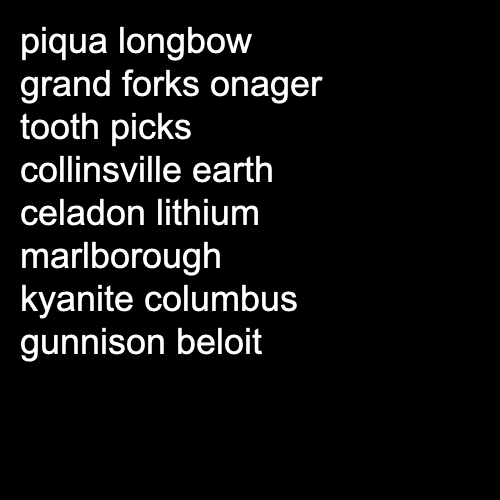 piqua longbow
grand forks onager
tooth picks
collinsville earth
celadon lithium
marlborough
kyanite columbus
gunnison beloit